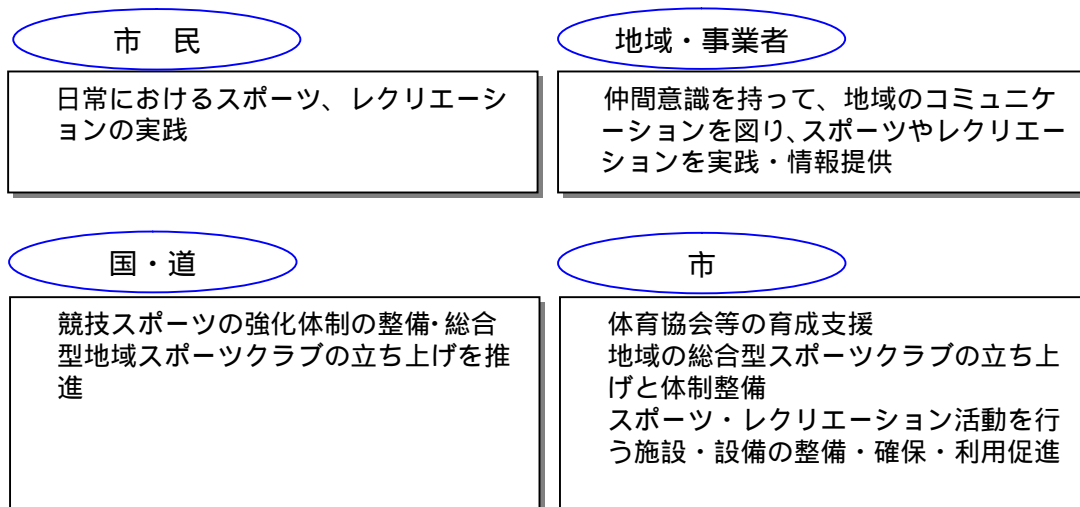 市　民
日常におけるスポーツ、レクリエーシ
ョンの実践
地域・事業者
仲間意識を持って、地域のコミュニケ
ーションを図り、スポーツやレクリエー
ションを実践・情報提供
国・道
競技スポーツの強化体制の整備・総合
型地域スポーツクラブの立ち上げを推
進
市
体育協会等の育成支援
地域の総合型スポーツクラブの立ち上
げと体制整備
スポーツ・レクリエーション活動を行
う施設・設備の整備・確保・利用促進